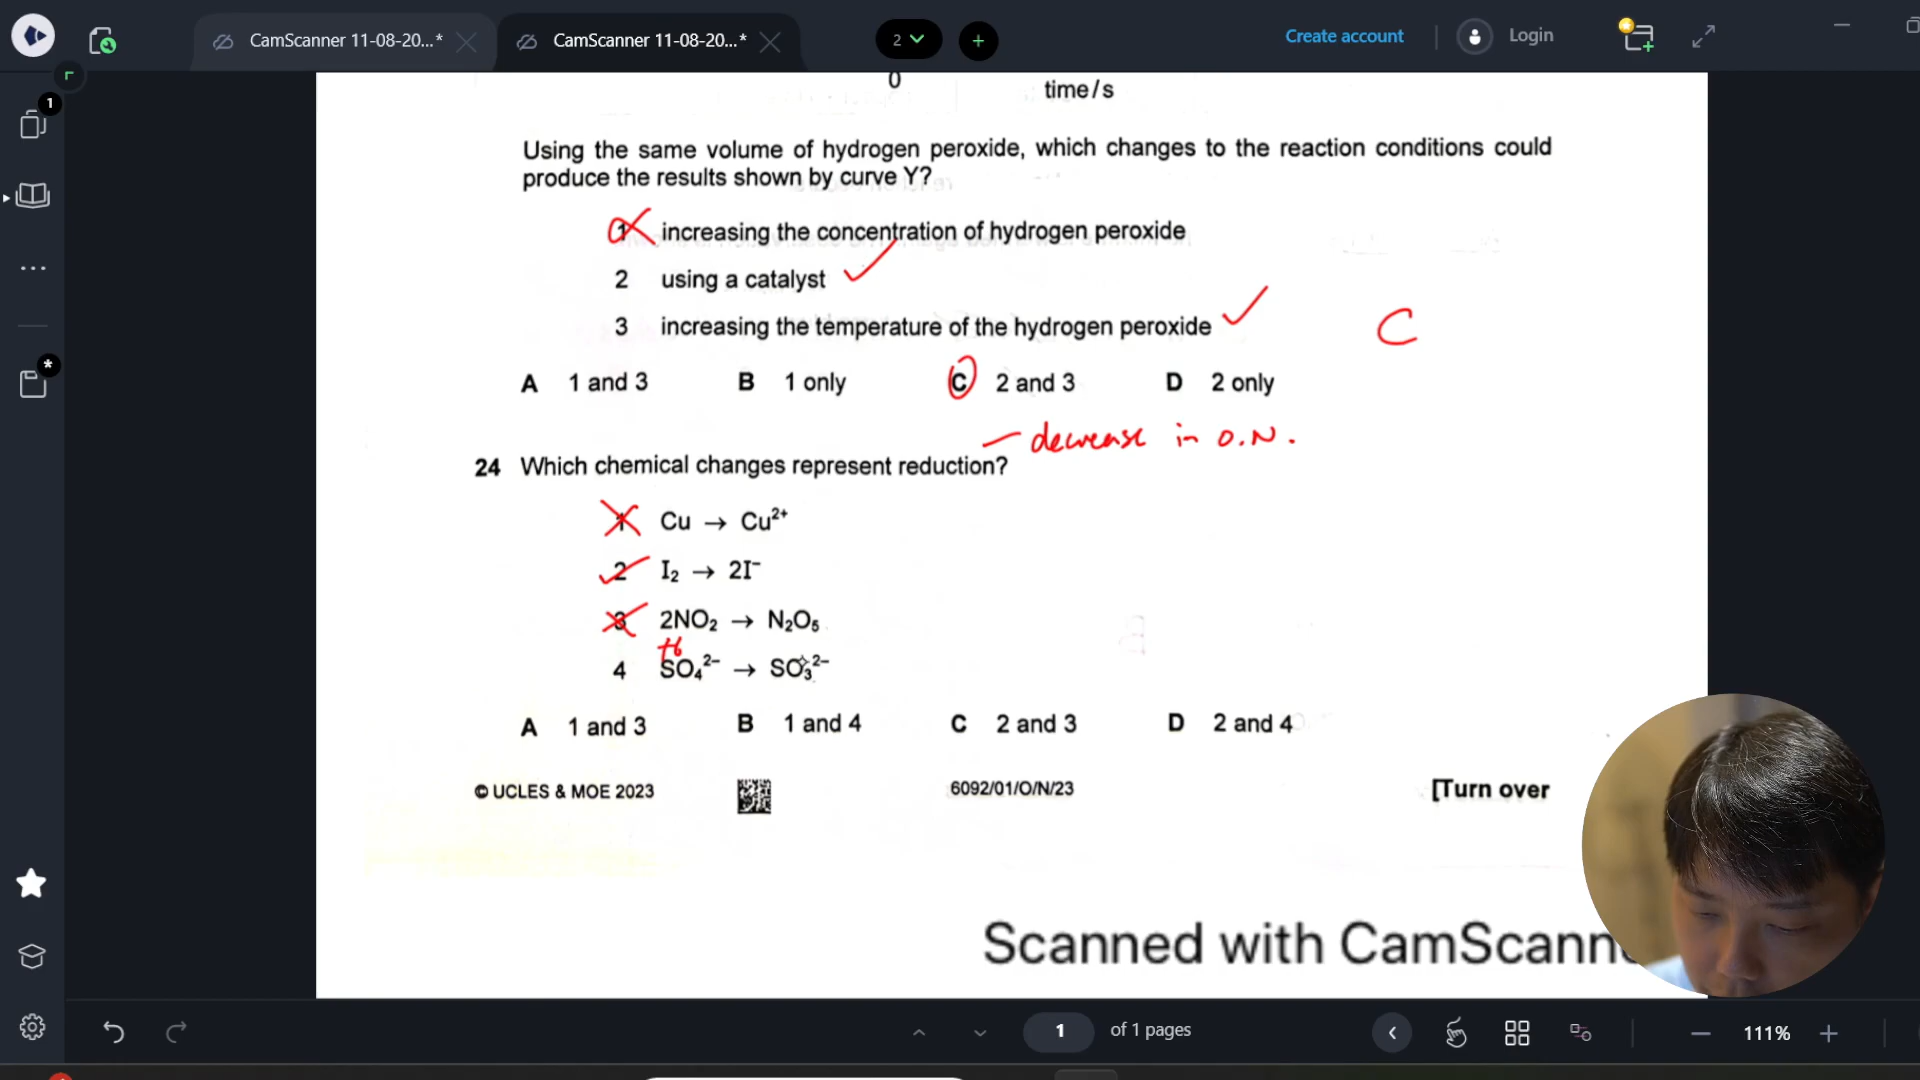 CamScanner 11-08-20...*
CamScanner 11-08-20...*
2
Create account
Login
1
*
0
time/s
Using the same volume of hydrogen peroxide, which changes to the reaction conditions could
produce the results shown by curve Y?
1 increasing the concentration of hydrogen peroxide
2 using a catalyst
3 increasing the temperature of the hydrogen peroxide
C
A 1 and 3 B 1 only C 2 and 3 D 2 only
decrease in O.N.
24 Which chemical changes represent reduction?
1 Cu → Cu²⁺
2 I₂ → 2I⁻
3 2NO₂ → N₂O₅
+6
4 SO₄²⁻ → SO₃²⁻
A 1 and 3 B 1 and 4 C 2 and 3 D 2 and 4
© UCLES & MOE 2023 6092/01/O/N/23 [Turn over
Scanned with CamScann
1 of 1 pages
111%